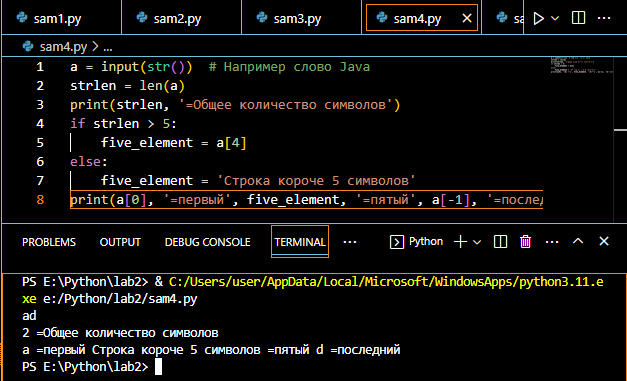 sam1.py sam2.py sam3.py sam4.py
sam4.py > ...
1 a = input(str()) # Например слово Java
2 strlen = len(a)
3 print(strlen, '=Общее количество символов')
4 if strlen > 5:
5 five_element = a[4]
6 else:
7 five_element = 'Строка короче 5 символов'
8 print(a[0], '=первый', five_element, '=пятый', a[-1], '=послед
PROBLEMS OUTPUT DEBUG CONSOLE TERMINAL ... Python
PS E:\Python\lab2> & C:/Users/user/AppData/Local/Microsoft/WindowsApps/python3.11.e
xe e:/Python/lab2/sam4.py
ad
2 =Общее количество символов
a =первый Строка короче 5 символов =пятый d =последний
PS E:\Python\lab2>